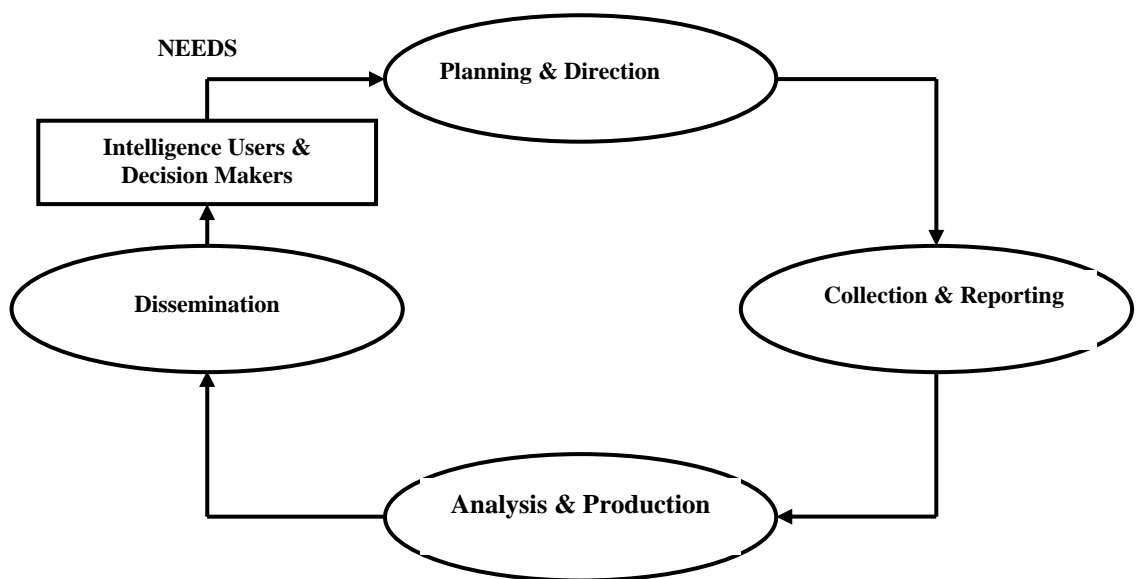 NEEDS
Planning & Direction
Intelligence Users &
Decision Makers
Dissemination
Collection & Reporting
Analysis & Production